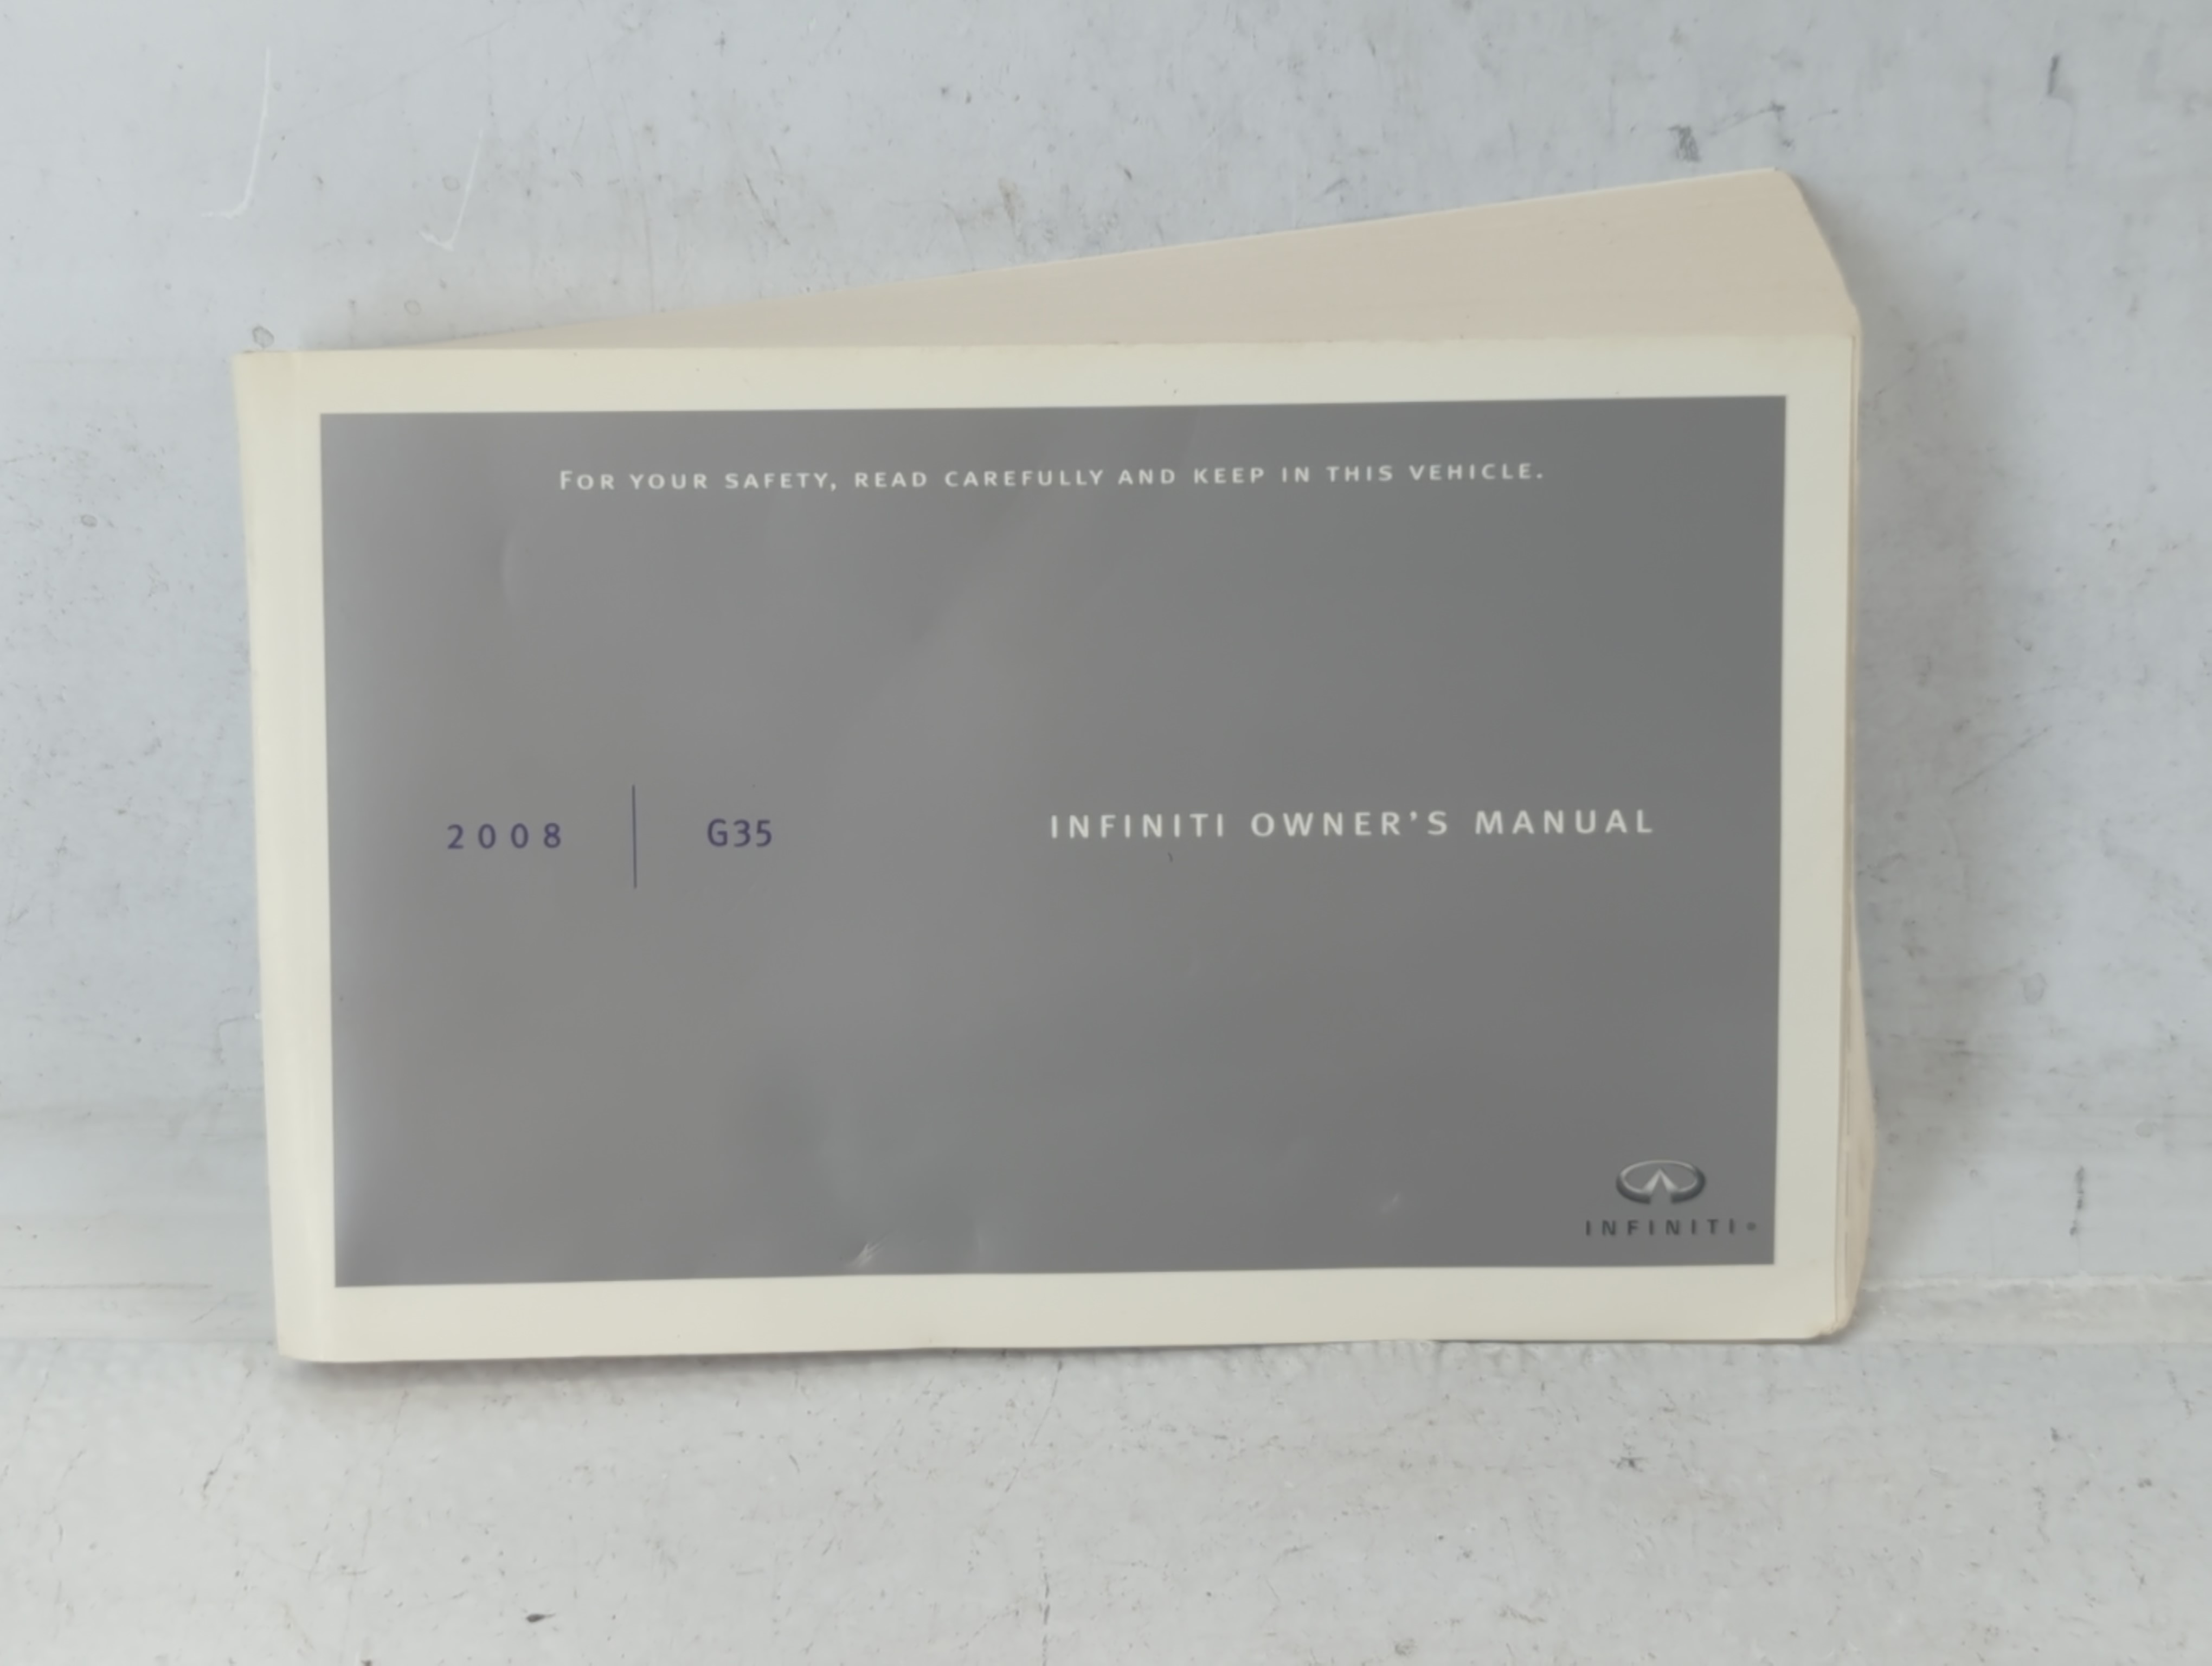 FOR YOUR SAFETY, READ CAREFULLY AND KEEP IN THIS VEHICLE.
2008 | G35 INFINITI OWNER'S MANUAL
INFINITI®